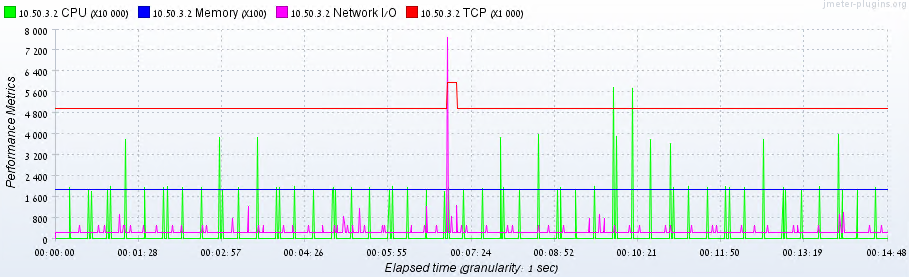 jmeter-plugins.org
10.50.3.2 CPU (X10 000) 10.50.3.2 Memory (X100) 10.50.3.2 Network I/O 10.50.3.2 TCP (X1 000)
8 000
7 200
6 400
5 600
4 800
4 000
3 200
2 400
1 600
800
0
Performance Metrics
00:00:00 00:01:28 00:02:57 00:04:26 00:05:55 00:07:24 00:08:52 00:10:21 00:11:50 00:13:19 00:14:48
Elapsed time (granularity: 1 sec)